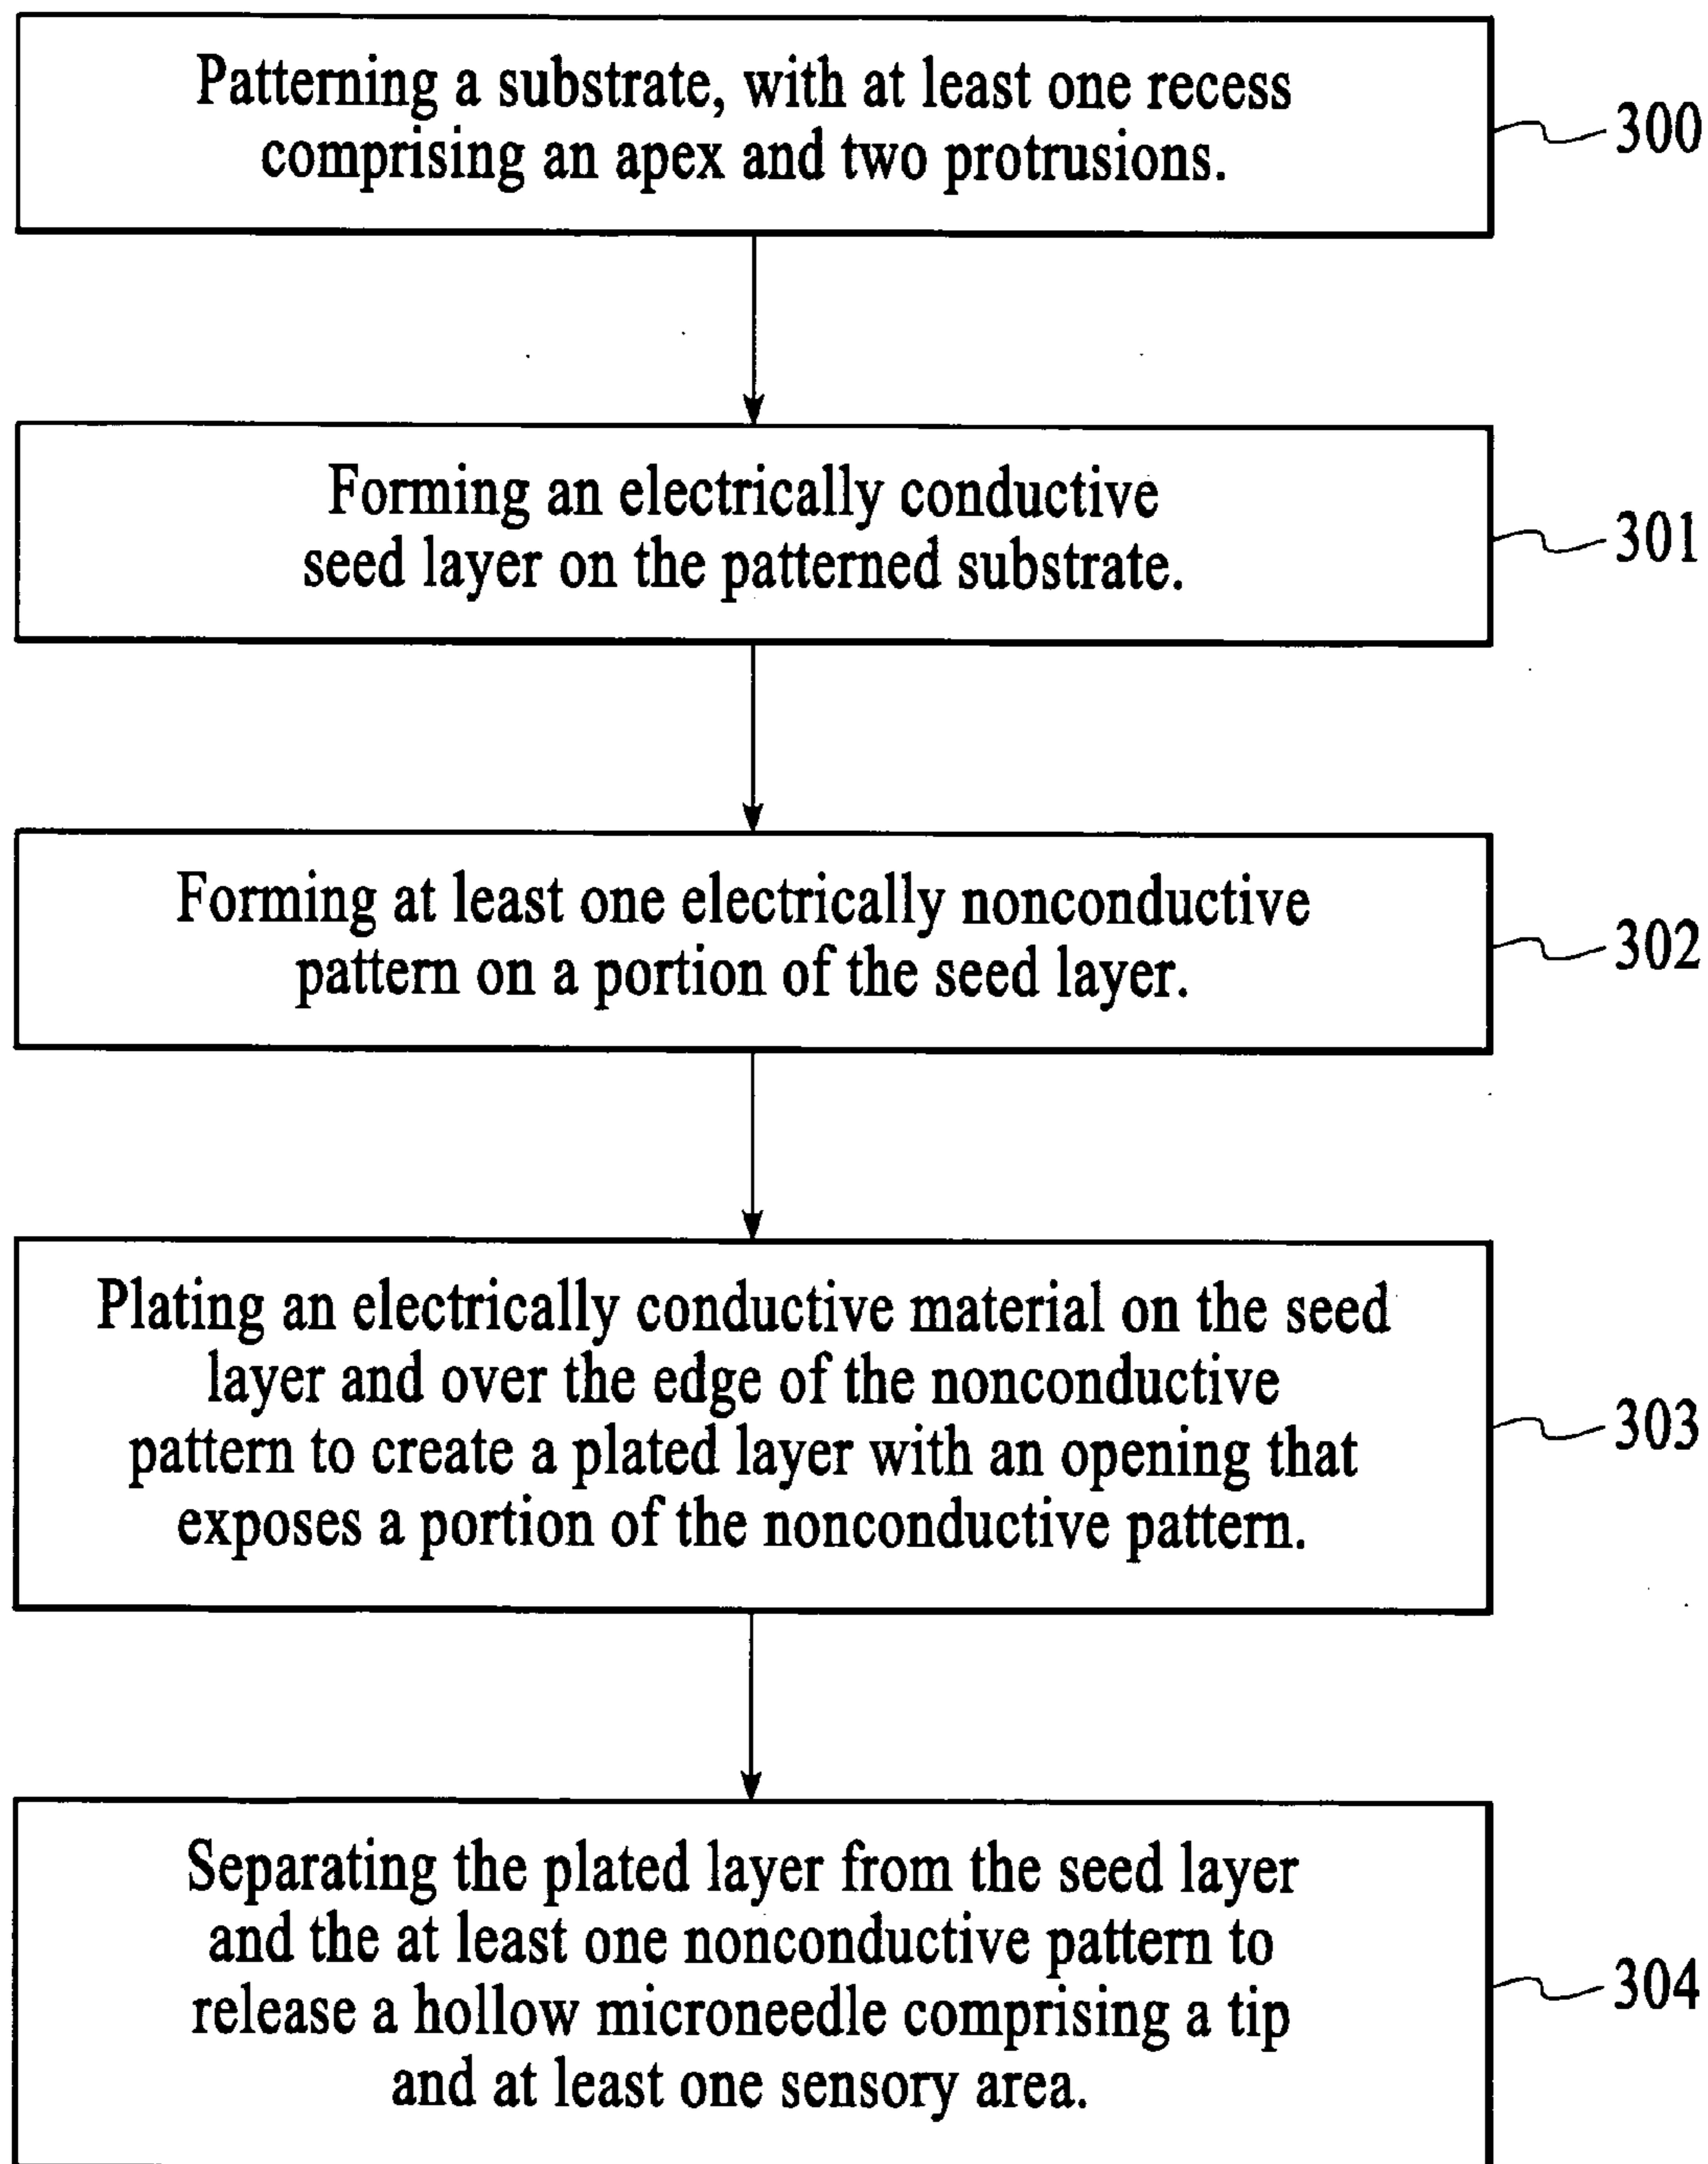 Patterning a substrate, with at least one recess
comprising an apex and two protrusions.
300
Forming an electrically conductive
seed layer on the patterned substrate.
301
Forming at least one electrically nonconductive
pattern on a portion of the seed layer.
302
Plating an electrically conductive material on the seed
layer and over the edge of the nonconductive
pattern to create a plated layer with an opening that
exposes a portion of the nonconductive pattern.
303
Separating the plated layer from the seed layer
and the at least one nonconductive pattern to
release a hollow microneedle comprising a tip
and at least one sensory area.
304